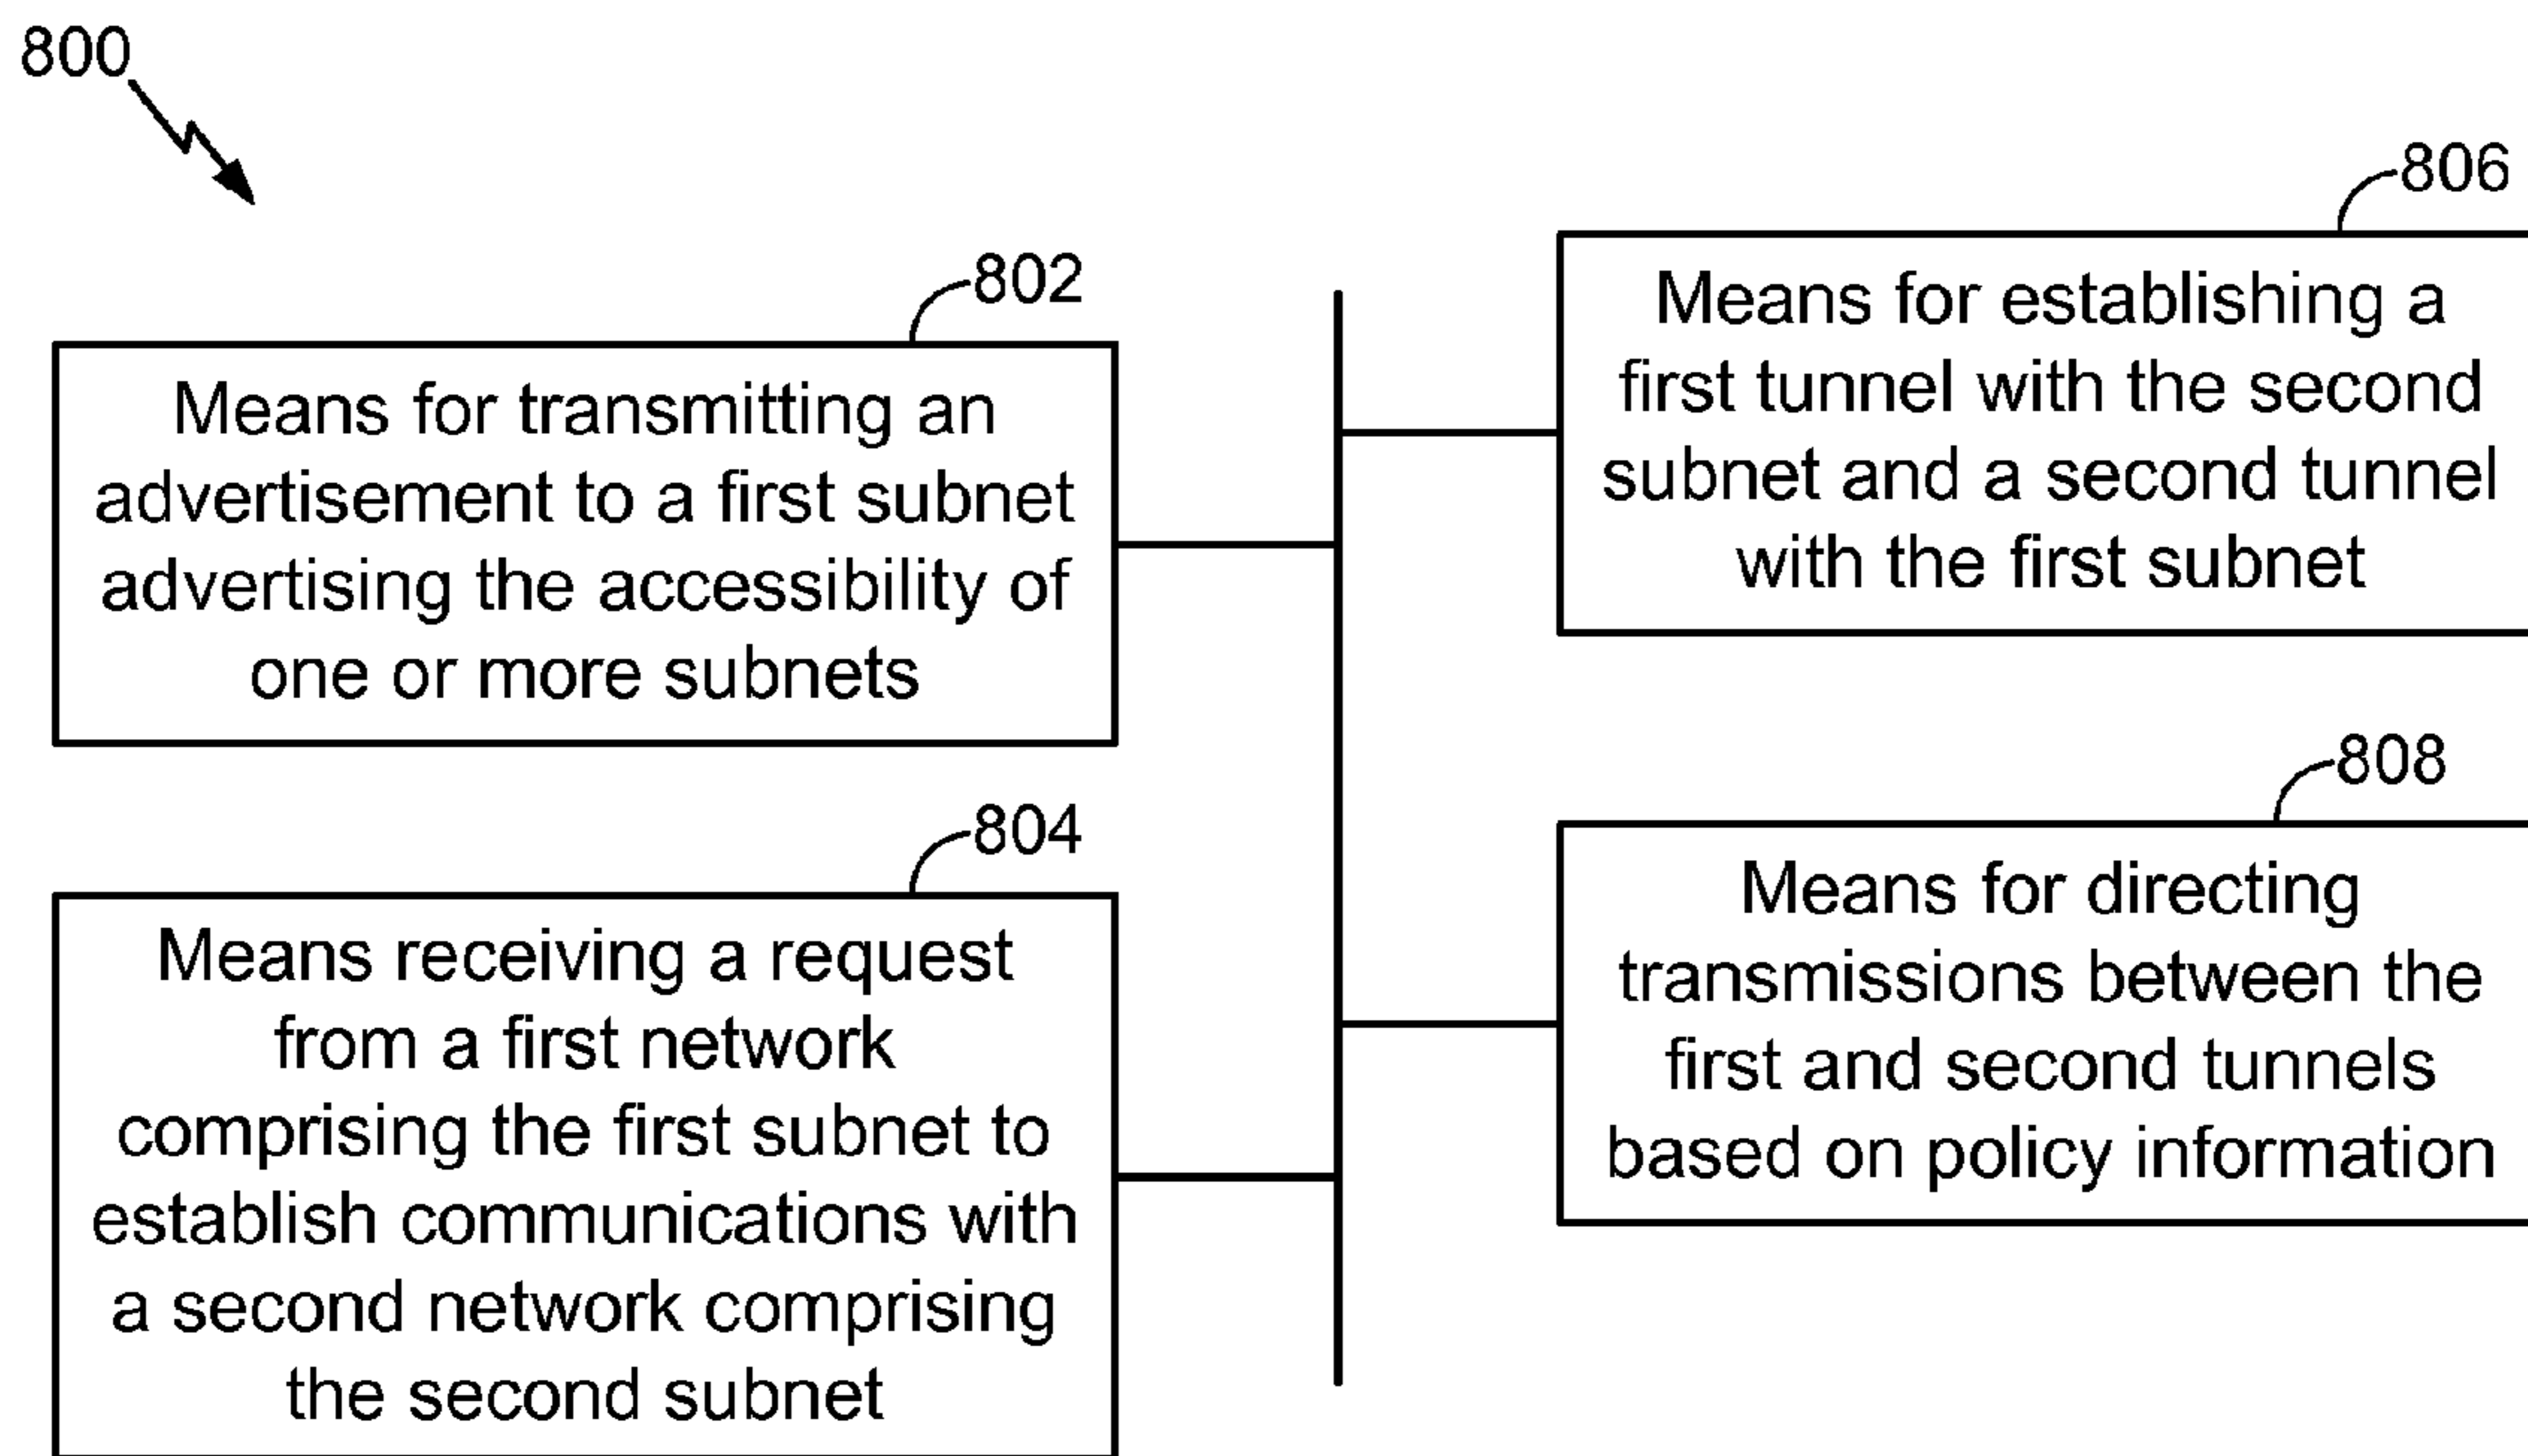 800
802
Means for transmitting an
advertisement to a first subnet
advertising the accessibility of
one or more subnets
804
Means receiving a request
from a first network
comprising the first subnet to
establish communications with
a second network comprising
the second subnet
806
Means for establishing a
first tunnel with the second
subnet and a second tunnel
with the first subnet
808
Means for directing
transmissions between the
first and second tunnels
based on policy information